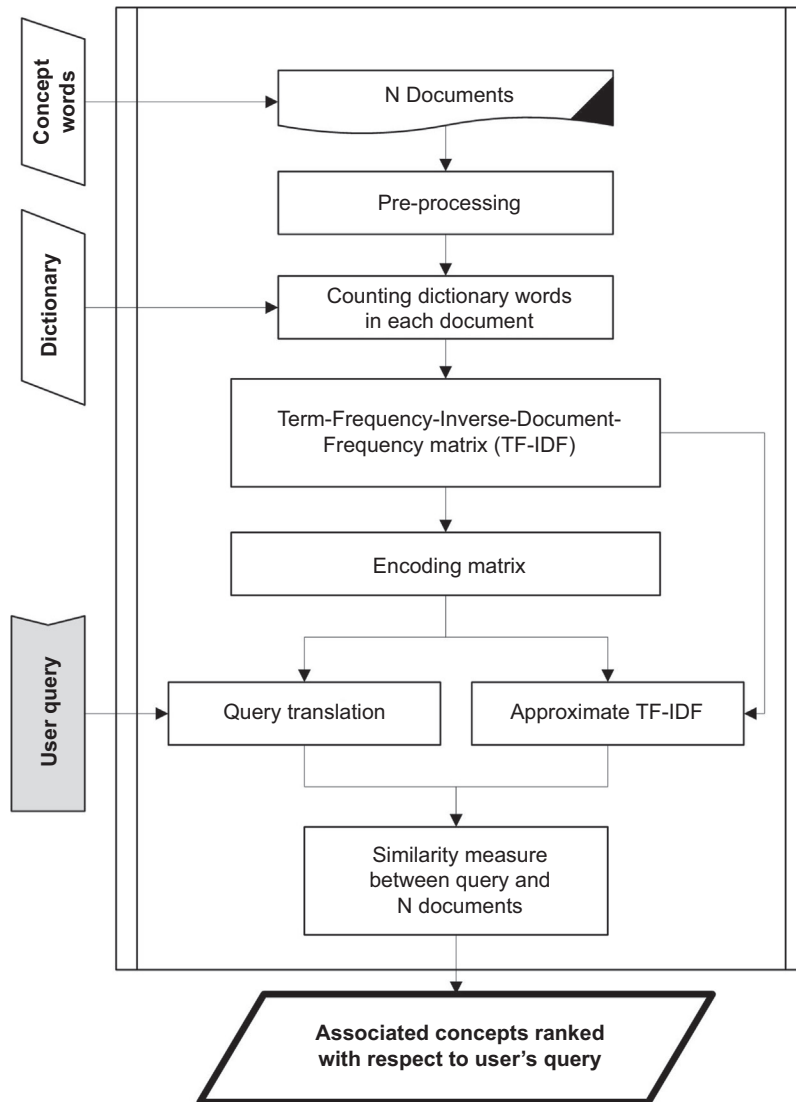 Concept
words
N Documents
Pre-processing
Dictionary
Counting dictionary words
in each document
Term-Frequency-Inverse-Document-
Frequency matrix (TF-IDF)
Encoding matrix
User query
Query translation
Approximate TF-IDF
Similarity measure
between query and
N documents
Associated concepts ranked
with respect to user’s query